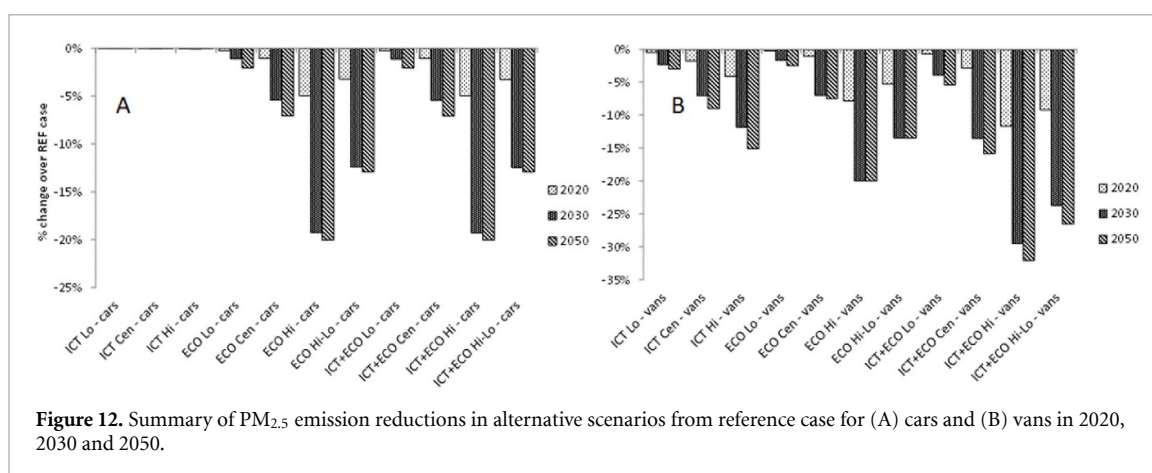 0%
-5%
-10%
-15%
-20%
-25%
% change over REF case
A
2020
2030
2050
ICT Lo - cars
ICT Cen - cars
ICT Hi - cars
ECO Lo - cars
ECO Cen - cars
ECO Hi - cars
ECO Hi-Lo - cars
ICT+ECO Lo - cars
ICT+ECO Cen - cars
ICT+ECO Hi - cars
ICT+ECO Hi-Lo - cars
0%
-5%
-10%
-15%
-20%
-25%
-30%
-35%
B
2020
2030
2050
ICT Lo - vans
ICT Cen - vans
ICT Hi - vans
ECO Lo - vans
ECO Cen - vans
ECO Hi - vans
ECO Hi-Lo - vans
ICT+ECO Lo - vans
ICT+ECO Cen - vans
ICT+ECO Hi - vans
ICT+ECO Hi-Lo - vans
Figure 12. Summary of PM2.5 emission reductions in alternative scenarios from reference case for (A) cars and (B) vans in 2020,
2030 and 2050.